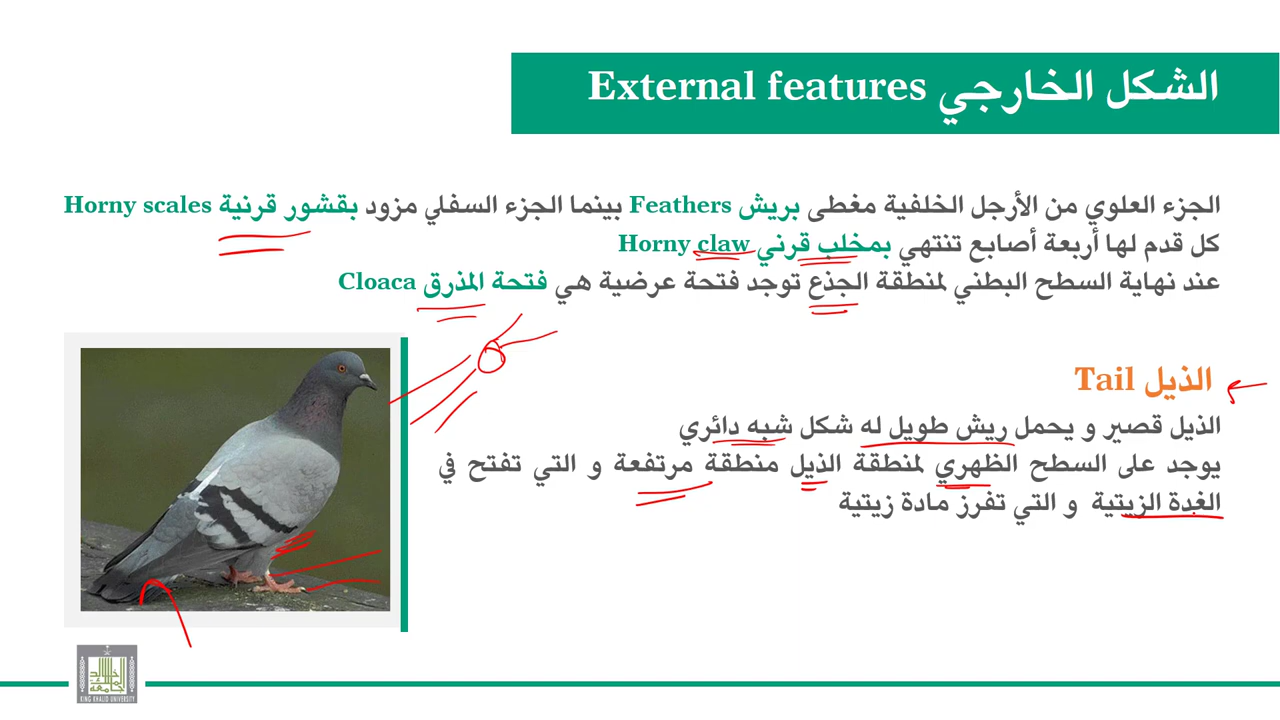 الشكل الخارجي External features
الجزء العلوي من الأرجل الخلفية مغطى بريش Feathers بينما الجزء السفلي مزود بقشور قرنية Horny scales
كل قدم لها أربعة أصابع تنتهي بمخلب قرني Horny claw
عند نهاية السطح البطني لمنطقة الجذع توجد فتحة عرضية هي فتحة المذرق Cloaca
الذيل Tail
الذيل قصير و يحمل ريش طويل له شكل شبه دائري
يوجد على السطح الظهري لمنطقة الذيل منطقة مرتفعة و التي تفتح في
الغدة الزيتية و التي تفرز مادة زيتية
KING KHALID UNIVERSITY